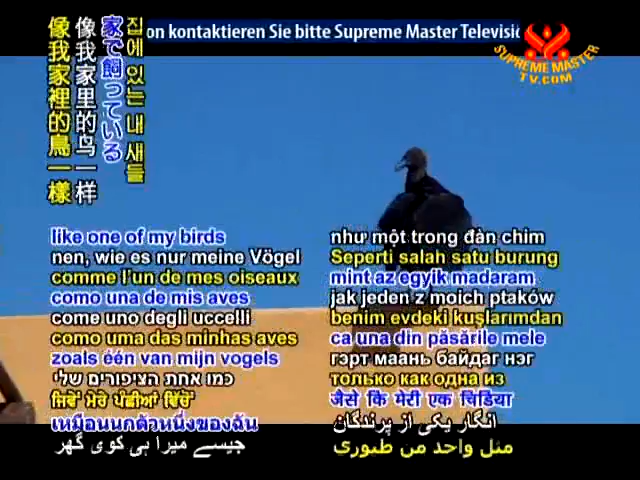 on kontaktieren Sie bitte Supreme Master Televisi
SUPREME MASTER
TV.COM
像我家裡的鳥一樣
像我家里的鸟一样
家で飼っている
집에 있는 내 새들
like one of my birds
nen, wie es nur meine Vögel
comme l'un de mes oiseaux
como una de mis aves
come uno degli uccelli
como uma das minhas aves
zoals één van mijn vogels
כמו אחת הציפורים שלי
ਜਿਵੇਂ ਮੇਰੇ ਪੰਛੀਆਂ ਵਿੱਚੋਂ
เหมือนนกตัวหนึ่งของฉัน
جیسے میرا ہی کوئی گھر
như một trong đàn chim
Seperti salah satu burung
mint az egyik madaram
jak jeden z moich ptaków
benim evdeki kuşlarımdan
ca una din păsările mele
гэрт маань байдаг нэг
только как одна из
जैसे कि मेरी एक चिडिया
انگار یکی از پرندگان
مثل واحد من طيوري